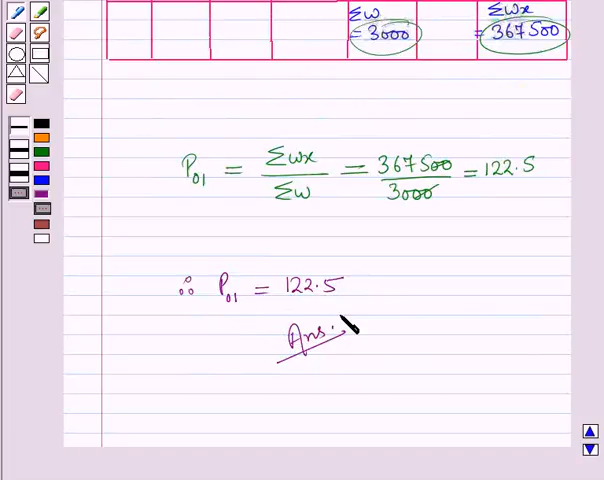 Σw Σwx
= 3000 = 367500
P01 = Σwx / Σw = 367500 / 3000 = 122.5
∴ P01 = 122.5
Ans.